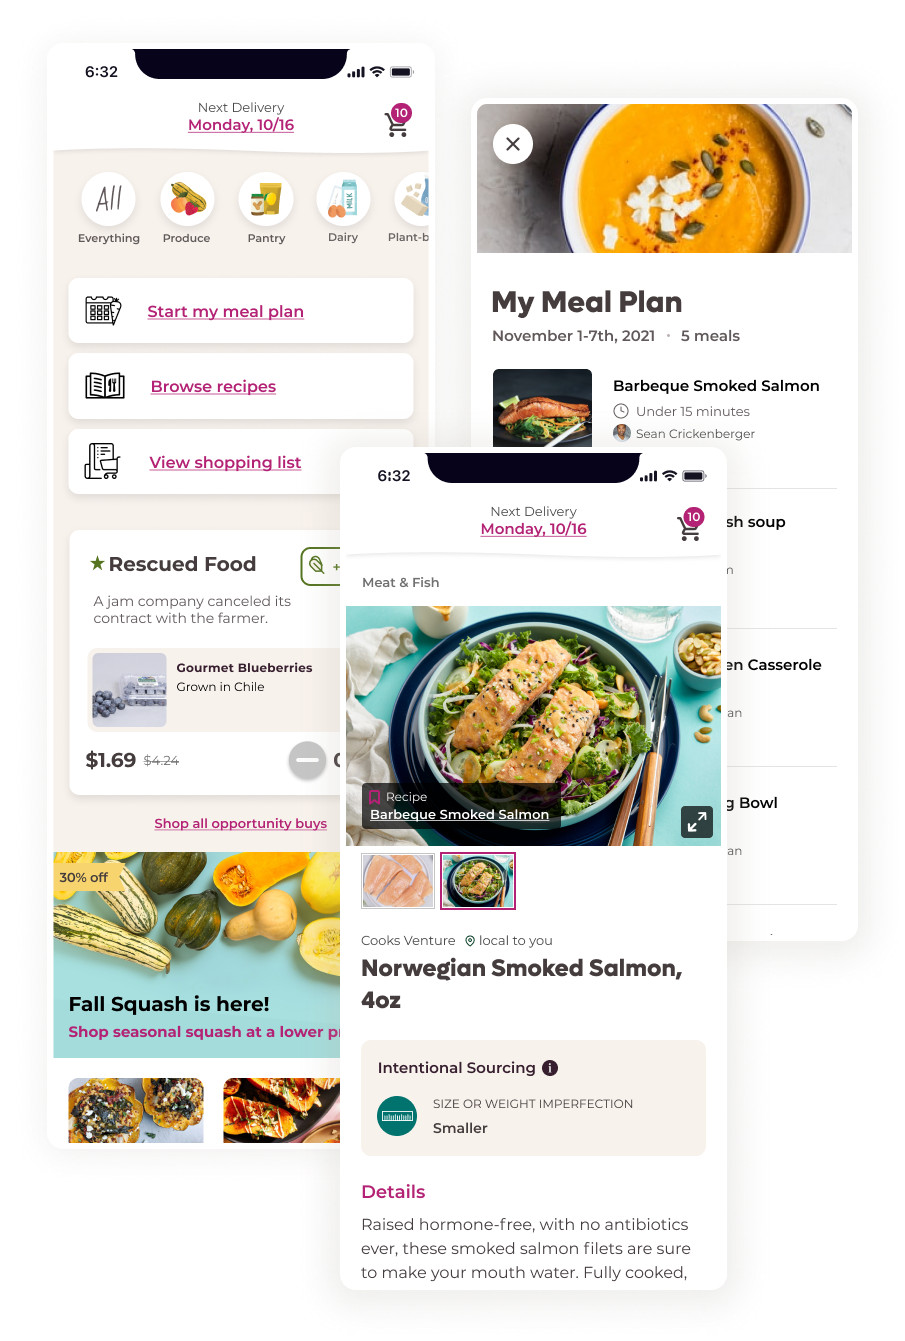 6:32
Next Delivery
Monday, 10/16
10
All
MILK
Everything
Produce
Pantry
Dairy
Plant-b
Start my meal plan
Browse recipes
View shopping list
Rescued Food
+
A jam company canceled its
contract with the farmer.
Gourmet Blueberries
Grown in Chile
$1.69 $4.24
Shop all opportunity buys
30% off
Fall Squash is here!
Shop seasonal squash at a lower p
My Meal Plan
November 1-7th, 2021 • 5 meals
Barbeque Smoked Salmon
Under 15 minutes
Sean Crickenberger
sh soup
en Casserole
an
g Bowl
an
6:32
Next Delivery
Monday, 10/16
10
Meat & Fish
Recipe
Barbeque Smoked Salmon
Cooks Venture local to you
Norwegian Smoked Salmon,
4oz
Intentional Sourcing i
SIZE OR WEIGHT IMPERFECTION
Smaller
Details
Raised hormone-free, with no antibiotics
ever, these smoked salmon filets are sure
to make your mouth water. Fully cooked,